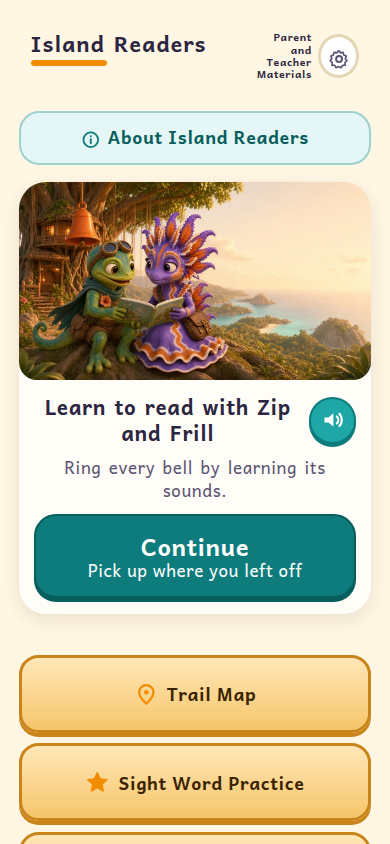 Island Readers
Parent
and
Teacher
Materials
About Island Readers
Learn to read with Zip
and Frill
Ring every bell by learning its
sounds.
Continue
Pick up where you left off
Trail Map
Sight Word Practice